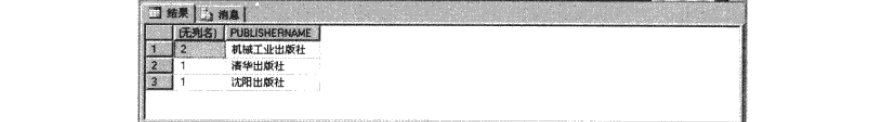 结果 消息
(无列名) PUBLISHERNAME
1 2 机械工业出版社
2 1 清华出版社
3 1 沈阳出版社